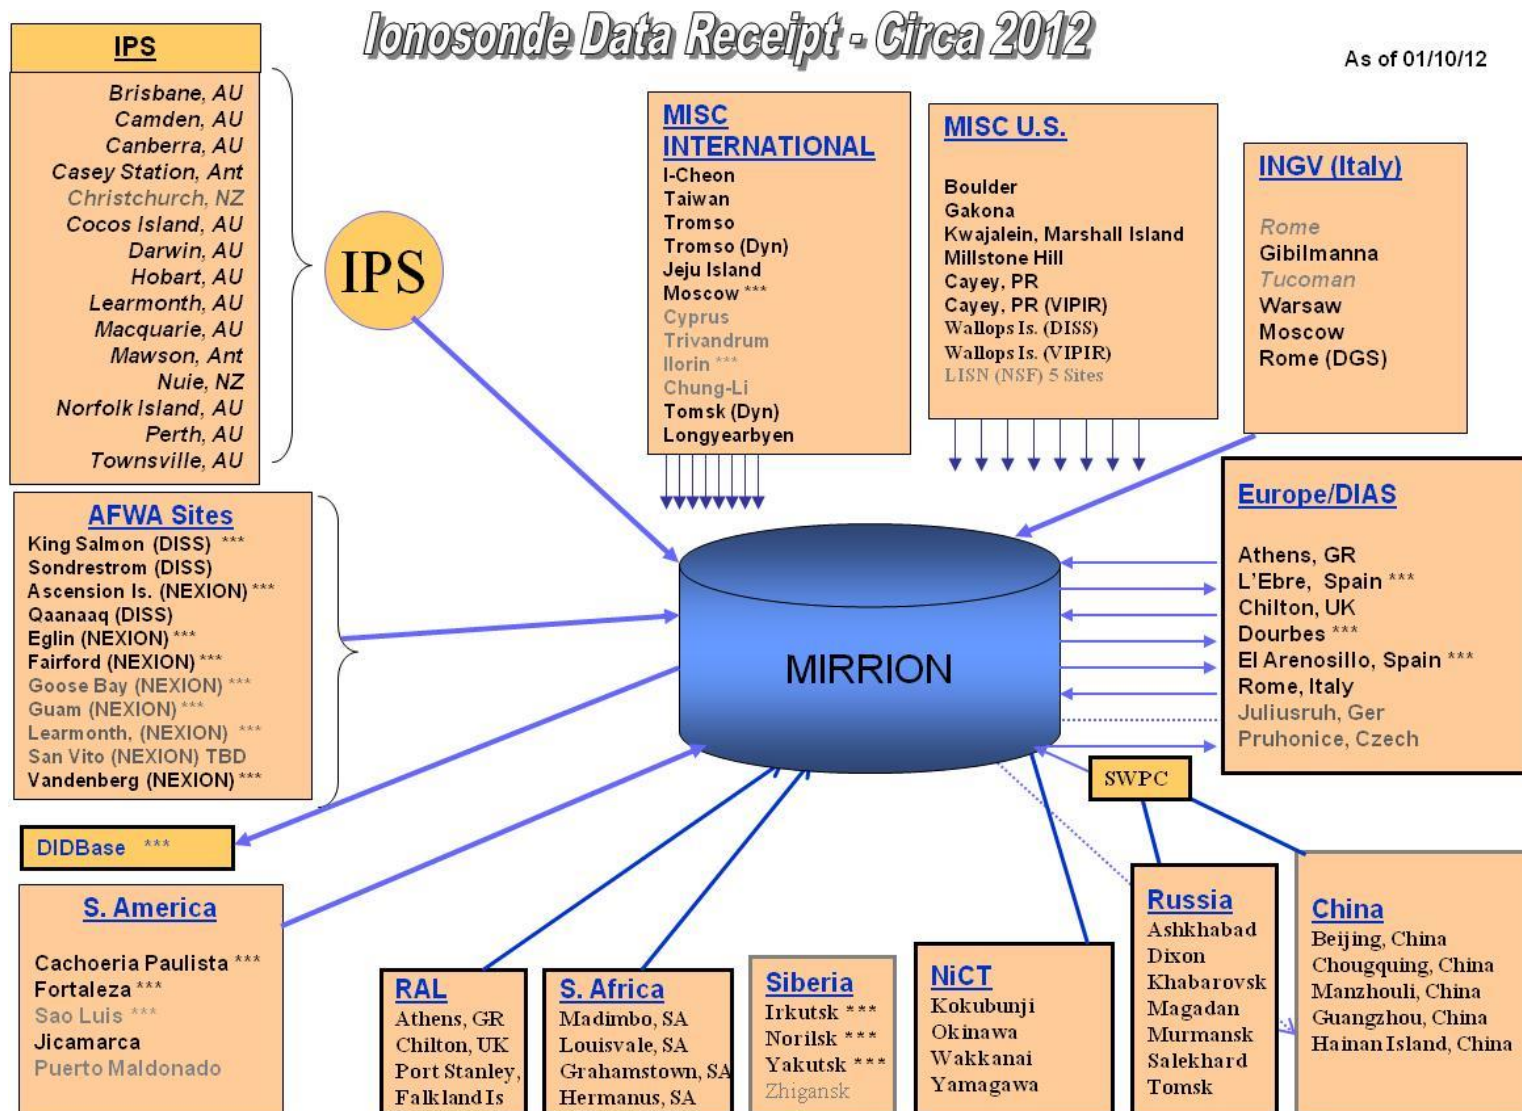 Ionosonde Data Receipt - Circa 2012
As of 01/10/12
IPS
Brisbane, AU
Camden, AU
Canberra, AU
Casey Station, Ant
Christchurch, NZ
Cocos Island, AU
Darwin, AU
Hobart, AU
Learmonth, AU
Macquarie, AU
Mawson, Ant
Nuie, NZ
Norfolk Island, AU
Perth, AU
Townsville, AU
IPS
MISC
INTERNATIONAL
I-Cheon
Taiwan
Tromso
Tromso (Dyn)
Jeju Island
Moscow ***
Cyprus
Trivandrum
Ilorin ***
Chung-Li
Tomsk (Dyn)
Longyearbyen
MISC U.S.
Boulder
Gakona
Kwajalein, Marshall Island
Millstone Hill
Cayey, PR
Cayey, PR (VIPIR)
Wallops Is. (DISS)
Wallops Is. (VIPIR)
LISN (NSF) 5 Sites
INGV (Italy)
Rome
Gibilmanna
Tucoman
Warsaw
Moscow
Rome (DGS)
AFWA Sites
King Salmon (DISS) ***
Sondrestrom (DISS)
Ascension Is. (NEXION) ***
Qaanaaq (DISS)
Eglin (NEXION) ***
Fairford (NEXION) ***
Goose Bay (NEXION) ***
Guam (NEXION) ***
Learmonth, (NEXION) ***
San Vito (NEXION) TBD
Vandenberg (NEXION) ***
MIRRION
Europe/DIAS
Athens, GR
L'Ebre, Spain ***
Chilton, UK
Dourbes ***
El Arenosillo, Spain ***
Rome, Italy
Juliusruh, Ger
Pruhonice, Czech
SWPC
DIDBase ***
S. America
Cachoeria Paulista ***
Fortaleza ***
Sao Luis ***
Jicamarca
Puerto Maldonado
RAL
Athens, GR
Chilton, UK
Port Stanley,
Falkland Is
S. Africa
Madimbo, SA
Louisvale, SA
Grahamstown, SA
Hermanus, SA
Siberia
Irkutsk ***
Norilsk ***
Yakutsk ***
Zhigansk
NiCT
Kokubunji
Okinawa
Wakkanai
Yamagawa
Russia
Ashkhabad
Dixon
Khabarovsk
Magadan
Murmansk
Salekhard
Tomsk
China
Beijing, China
Chougquing, China
Manzhouli, China
Guangzhou, China
Hainan Island, China